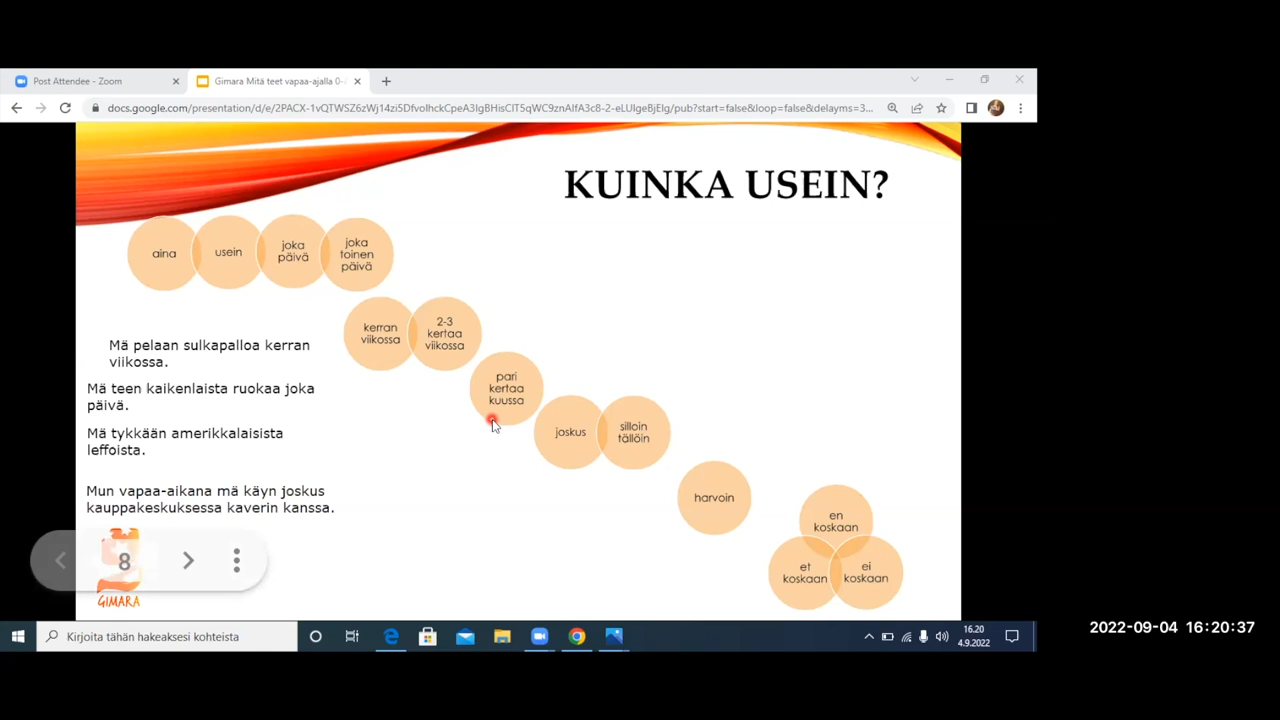 Post Attendee - Zoom
Gimara Mitä teet vapaa-ajalla 0-
docs.google.com/presentation/d/e/2PACX-1vQTWSZ6zWj14zi5DfvolhckCpeA3IgBHisClT5qWC9znAIfA3c8-2-eLUIgeBjEIg/pub?start=false&loop=false&delayms=3...
KUINKA USEIN?
aina
usein
joka
päivä
joka
toinen
päivä
kerran
viikossa
2-3
kertaa
viikossa
pari
kertaa
kuussa
joskus
silloin
tällöin
harvoin
en
koskaan
et
koskaan
ei
koskaan
Mä pelaan sulkapalloa kerran
viikossa.
Mä teen kaikenlaista ruokaa joka
päivä.
Mä tykkään amerikkalaisista
leffoista.
Mun vapaa-aikana mä käyn joskus
kauppakeskuksessa kaverin kanssa.
8
GIMARA
Kirjoita tähän hakeaksesi kohteista
16.20
4.9.2022
2022-09-04 16:20:37